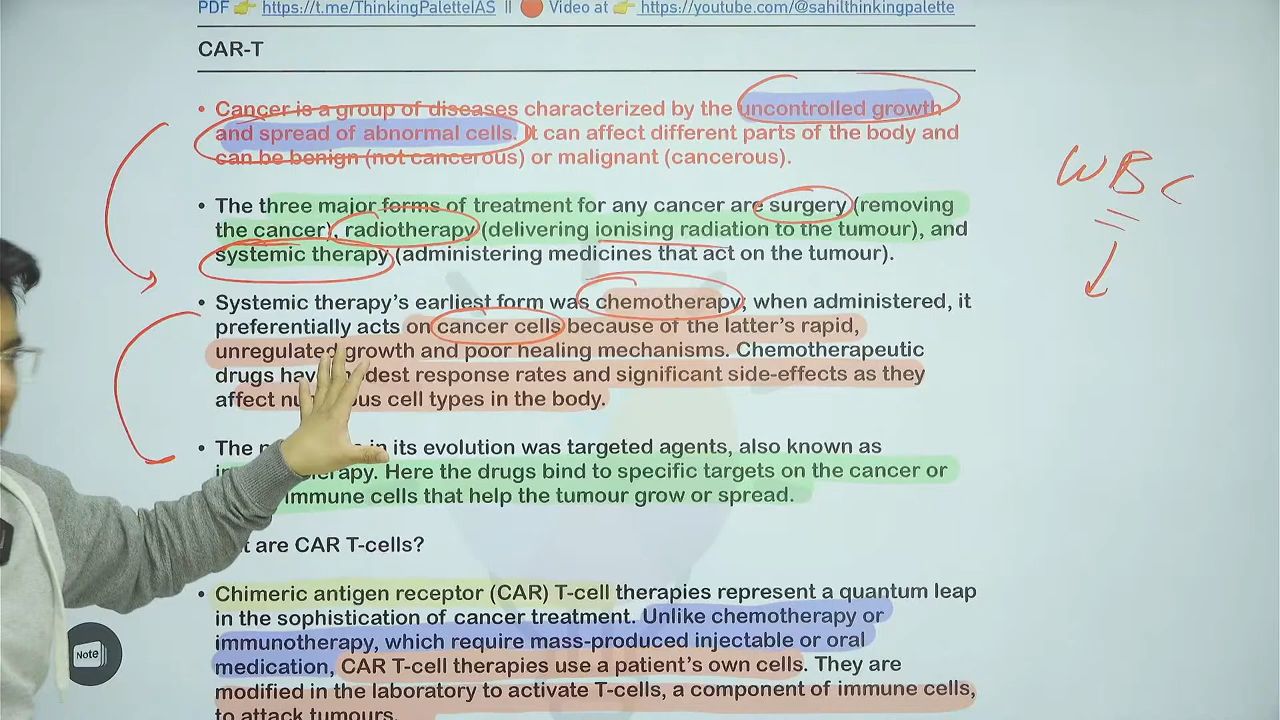 PDF 👉 https://t.me/ThinkingPaletteIAS II 🔴 Video at 👉 https://youtube.com/@sahilthinkingpalette
CAR-T
• Cancer is a group of diseases characterized by the uncontrolled growth
and spread of abnormal cells. It can affect different parts of the body and
can be benign (not cancerous) or malignant (cancerous).
WBC
• The three major forms of treatment for any cancer are surgery (removing
the cancer), radiotherapy (delivering ionising radiation to the tumour), and
systemic therapy (administering medicines that act on the tumour).
• Systemic therapy's earliest form was chemotherapy; when administered, it
preferentially acts on cancer cells because of the latter's rapid,
unregulated growth and poor healing mechanisms. Chemotherapeutic
drugs have response rates and significant side-effects as they
affect cell types in the body.
• The in its evolution was targeted agents, also known as
Here the drugs bind to specific targets on the cancer or
immune cells that help the tumour grow or spread.
are CAR T-cells?
• Chimeric antigen receptor (CAR) T-cell therapies represent a quantum leap
in the sophistication of cancer treatment. Unlike chemotherapy or
immunotherapy, which require mass-produced injectable or oral
Note
medication, CAR T-cell therapies use a patient's own cells. They are
modified in the laboratory to activate T-cells, a component of immune cells,
to attack tumours.